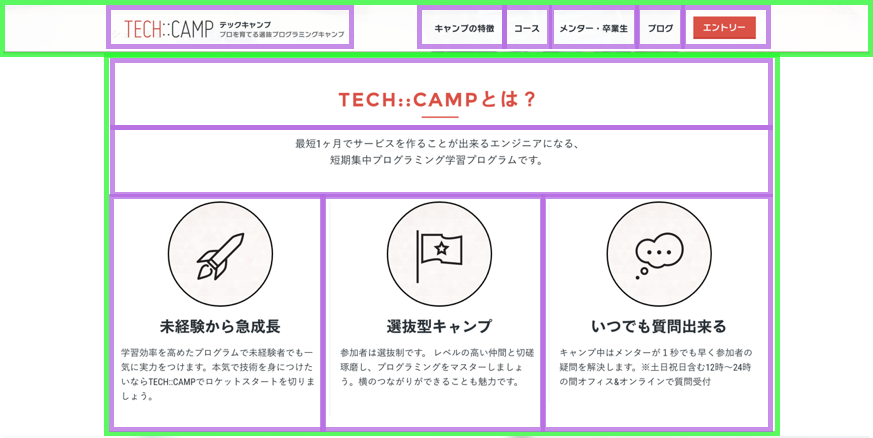 TECH::CAMP テックキャンプ
プロを育てる選抜プログラミングキャンプ
キャンプの特徴 コース メンター・卒業生 ブログ エントリー
TECH::CAMPとは？
最短1ヶ月でサービスを作ることが出来るエンジニアになる、
短期集中プログラミング学習プログラムです。
未経験から急成長
学習効率を高めたプログラムで未経験者でも一
気に実力をつけます。本気で技術を身につけた
いならTECH::CAMPでロケットスタートを切りま
しょう。
選抜型キャンプ
参加者は選抜制です。 レベルの高い仲間と切磋
琢磨し、プログラミングをマスターしましょ
う。横のつながりができることも魅力です。
いつでも質問出来る
キャンプ中はメンターが１秒でも早く参加者の
疑問を解決します。※土日祝日含む12時〜24時
の間オフィス&オンラインで質問受付